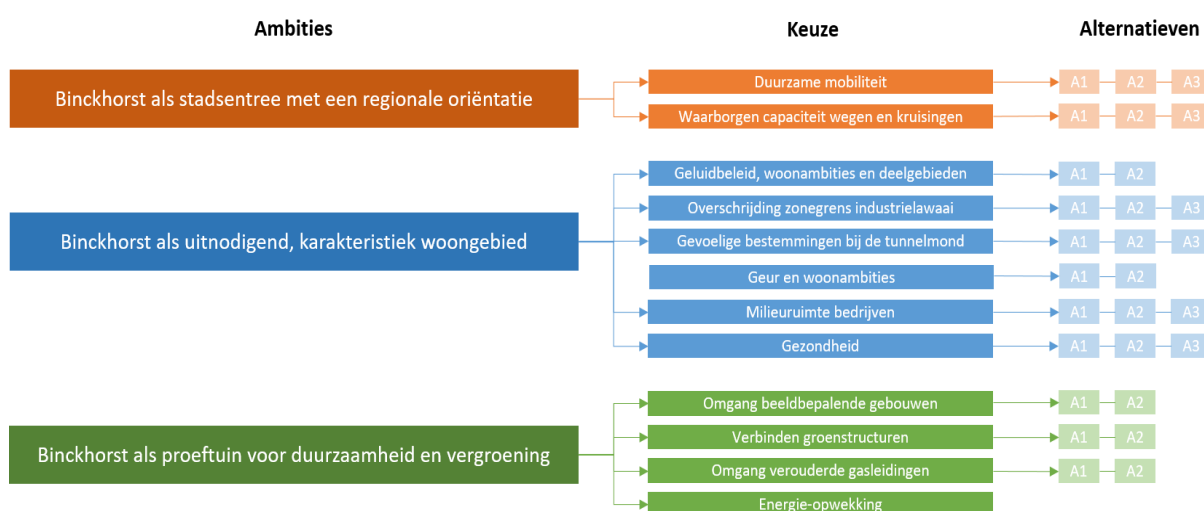 Ambities Keuze Alternatieven
Binckhorst als stadsentree met een regionale oriëntatie
Duurzame mobiliteit A1 A2 A3
Waarborgen capaciteit wegen en kruisingen A1 A2 A3
Binckhorst als uitnodigend, karakteristiek woongebied
Geluidbeleid, woonambities en deelgebieden A1 A2
Overschrijding zonegrens industrielawaai A1 A2 A3
Gevoelige bestemmingen bij de tunnelmond A1 A2 A3
Geur en woonambities A1 A2
Milieuruimte bedrijven A1 A2 A3
Gezondheid A1 A2 A3
Binckhorst als proeftuin voor duurzaamheid en vergroening
Omgang beeldbepalende gebouwen A1 A2
Verbinden groenstructuren A1 A2
Omgang verouderde gasleidingen A1 A2
Energie-opwekking